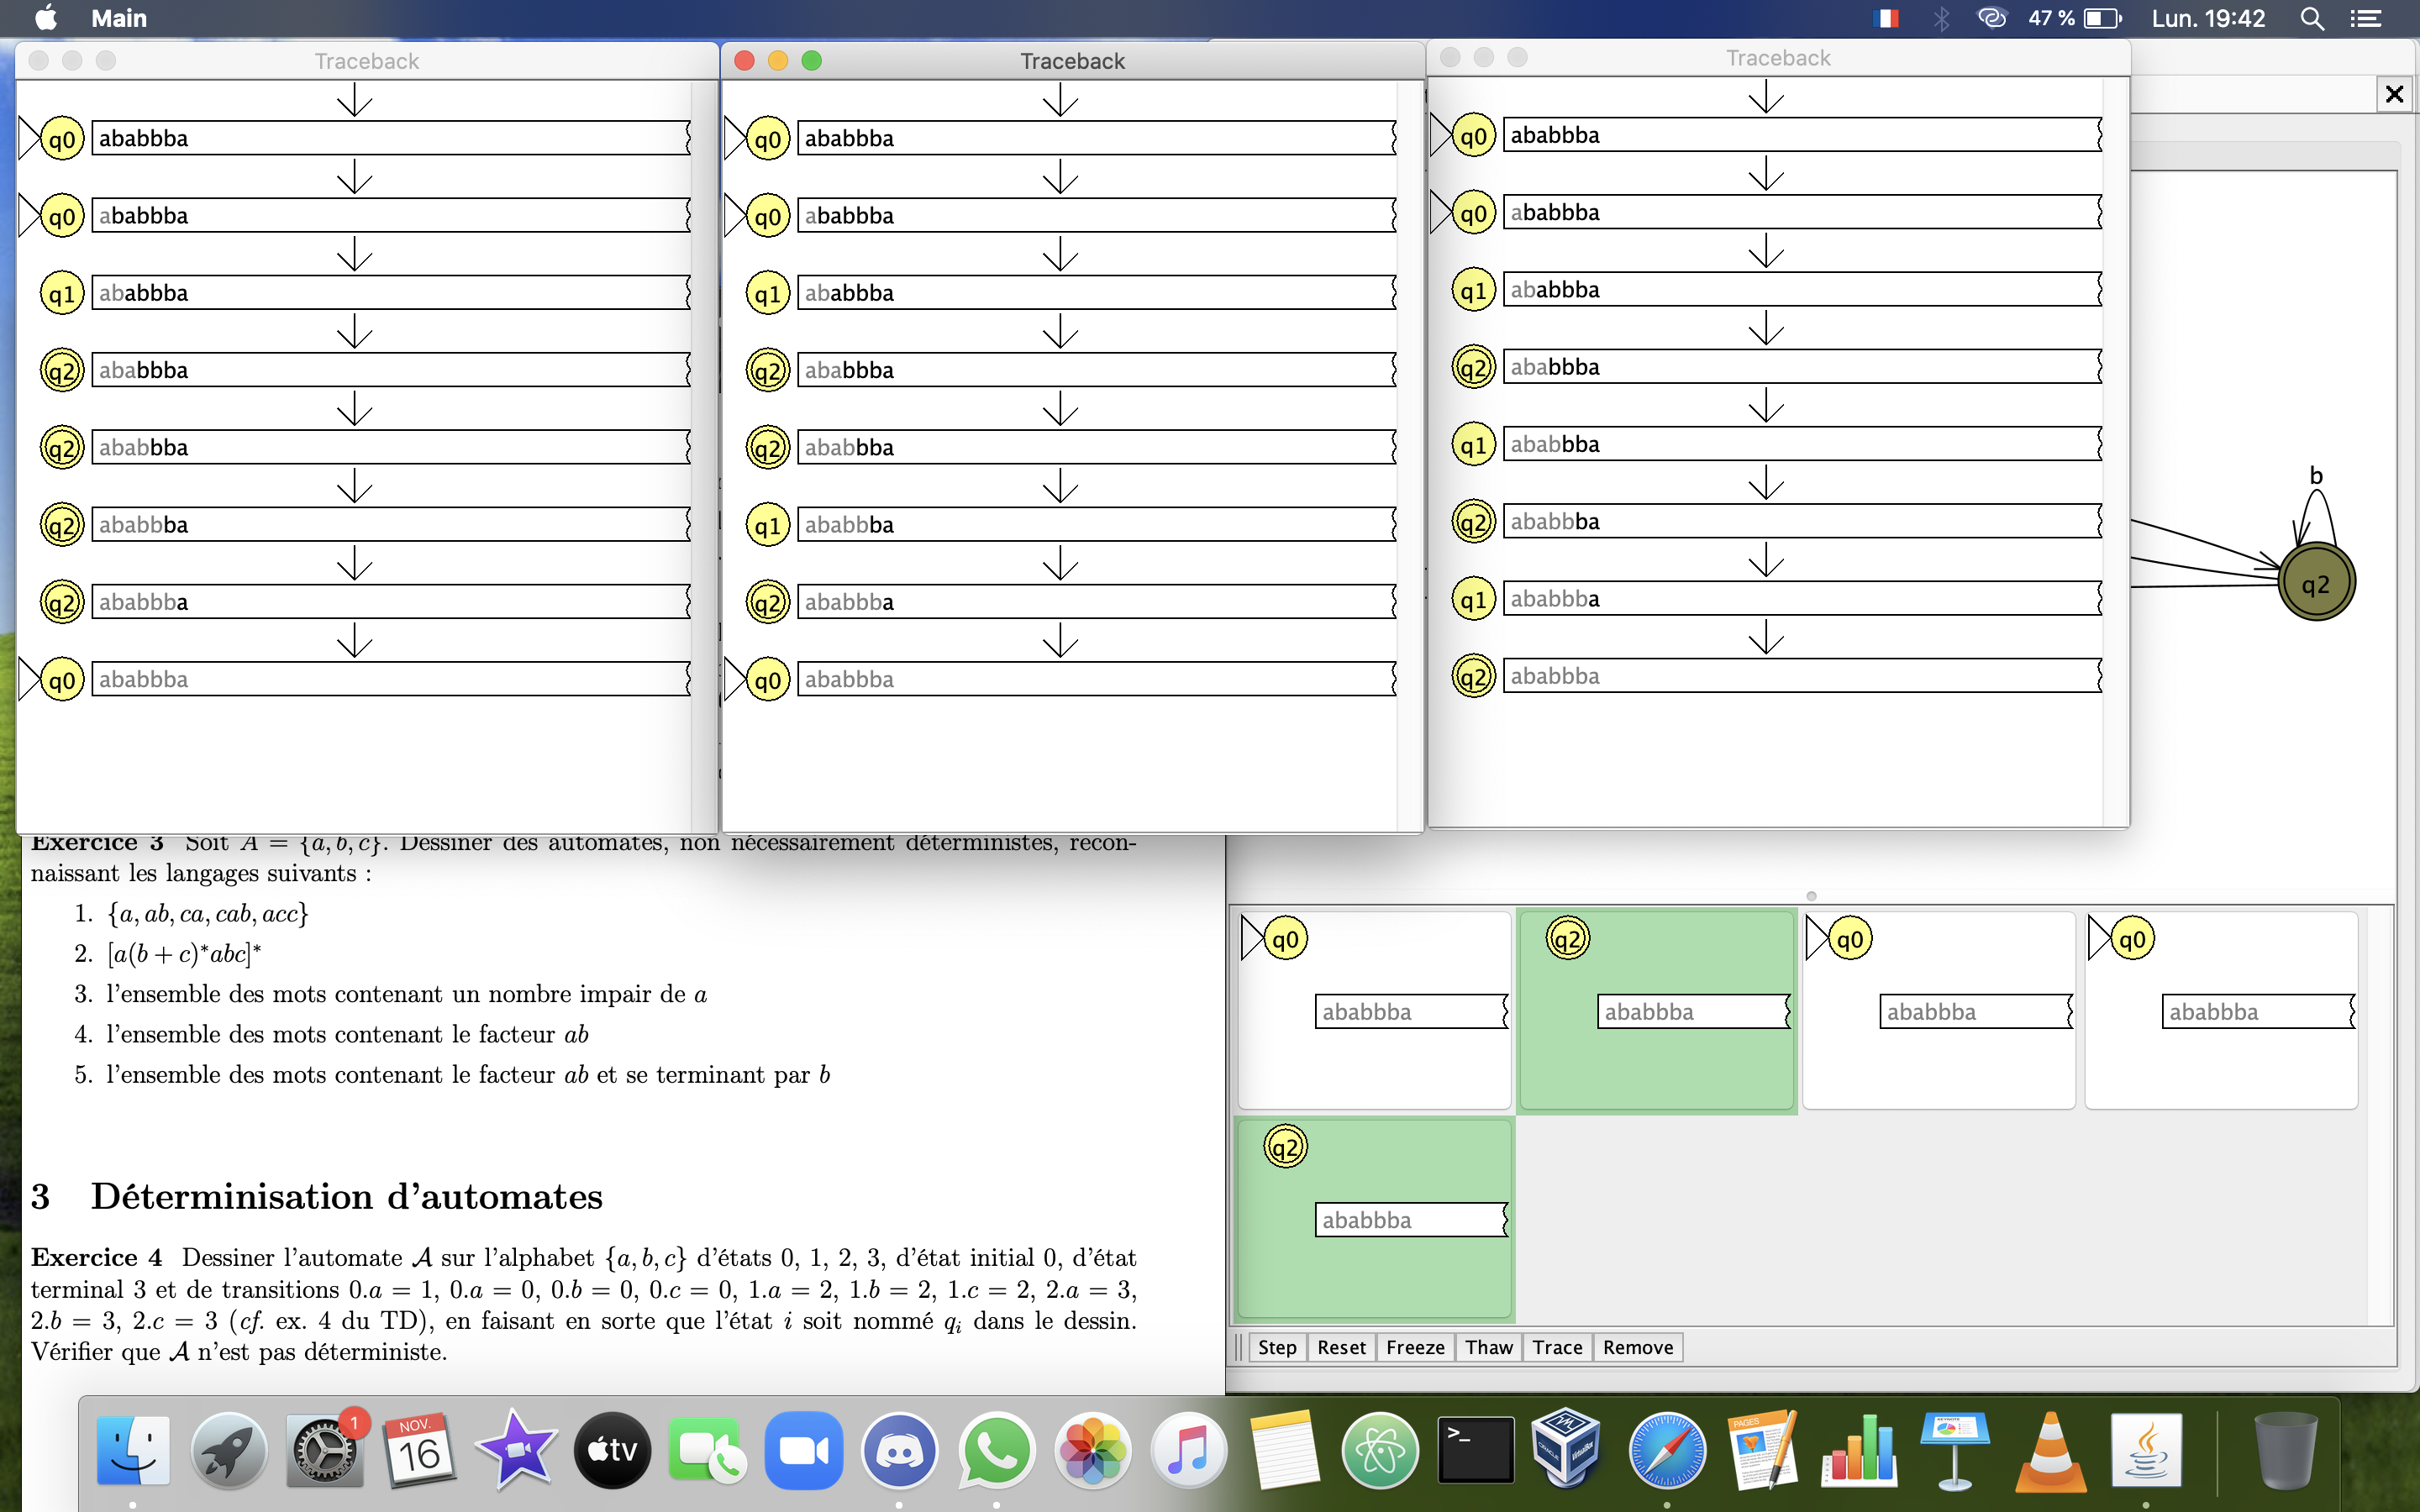 Main
47 %
Lun. 19:42
Traceback
q0 ababbba
q0 ababbba
q1 ababbba
q2 ababbba
q2 ababbba
q2 ababbba
q2 ababbba
q0 ababbba
Traceback
q0 ababbba
q0 ababbba
q1 ababbba
q2 ababbba
q2 ababbba
q1 ababbba
q2 ababbba
q0 ababbba
Traceback
q0 ababbba
q0 ababbba
q1 ababbba
q2 ababbba
q1 ababbba
q2 ababbba
q1 ababbba
q2 ababbba
b
q2
Exercice 3 Soit A = {a, b, c}. Dessiner des automates, non nécessairement déterministes, recon-
naissant les langages suivants :
1. {a, ab, ca, cab, acc}
2. [a(b + c)*abc]*
3. l'ensemble des mots contenant un nombre impair de a
4. l'ensemble des mots contenant le facteur ab
5. l'ensemble des mots contenant le facteur ab et se terminant par b
3 Déterminisation d'automates
Exercice 4 Dessiner l'automate 𝒜 sur l'alphabet {a, b, c} d'états 0, 1, 2, 3, d'état initial 0, d'état
terminal 3 et de transitions 0.a = 1, 0.a = 0, 0.b = 0, 0.c = 0, 1.a = 2, 1.b = 2, 1.c = 2, 2.a = 3,
2.b = 3, 2.c = 3 (cf. ex. 4 du TD), en faisant en sorte que l'état i soit nommé qi dans le dessin.
Vérifier que 𝒜 n'est pas déterministe.
q0
ababbba
q2
ababbba
q0
ababbba
q0
ababbba
q2
ababbba
Step Reset Freeze Thaw Trace Remove
1
NOV.
16
tv
>_
PAGES
KEYNOTE